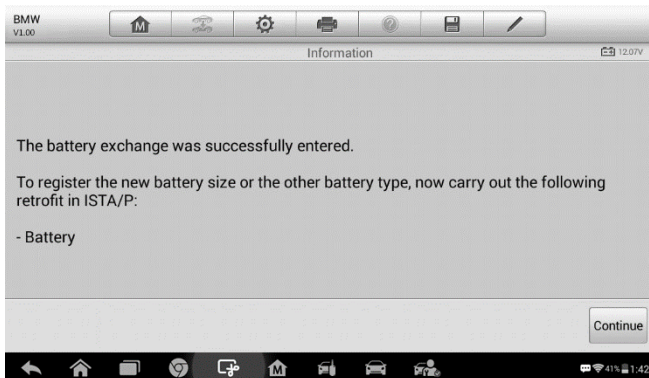 BMW
V1.00
M
?
Information
12.07V
The battery exchange was successfully entered.
To register the new battery size or the other battery type, now carry out the following
retrofit in ISTA/P:
- Battery
Continue
M
41%
1:42